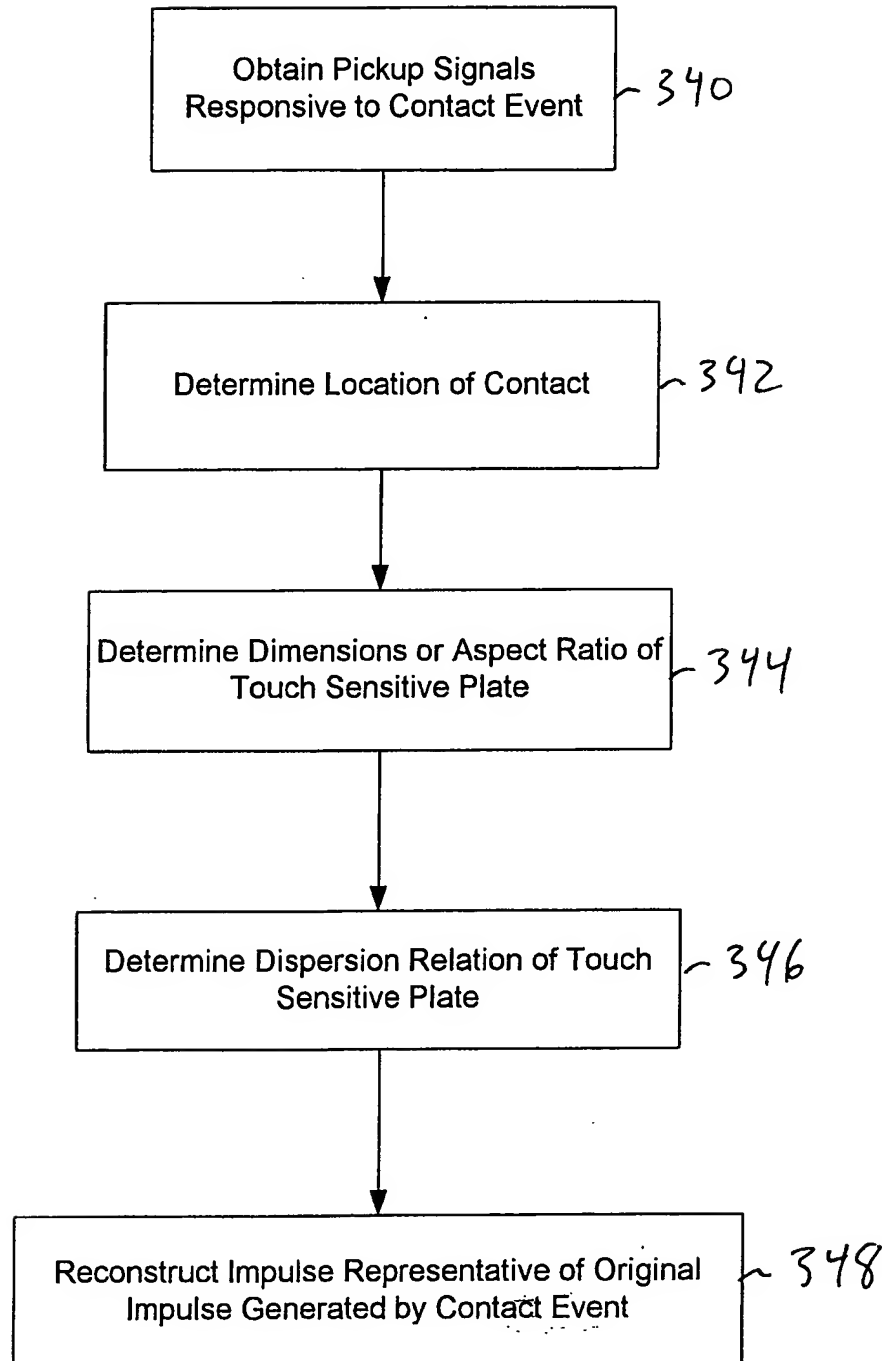 Obtain Pickup Signals
Responsive to Contact Event
340
Determine Location of Contact
342
Determine Dimensions or Aspect Ratio of
Touch Sensitive Plate
344
Determine Dispersion Relation of Touch
Sensitive Plate
346
Reconstruct Impulse Representative of Original
Impulse Generated by Contact Event
348